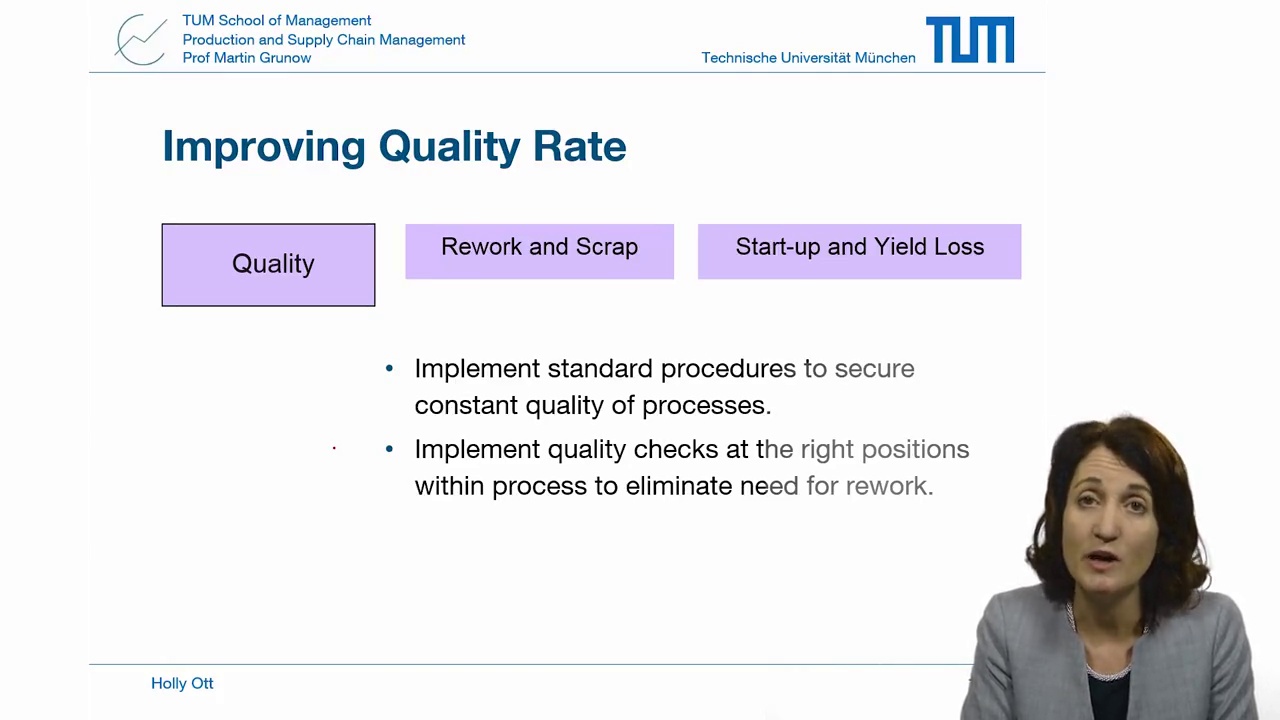 TUM School of Management
Production and Supply Chain Management
Prof Martin Grunow
Technische Universität München
TUM
Improving Quality Rate
Quality
Rework and Scrap
Start-up and Yield Loss
• Implement standard procedures to secure
constant quality of processes.
• Implement quality checks at the right positions
within process to eliminate need for rework.
Holly Ott